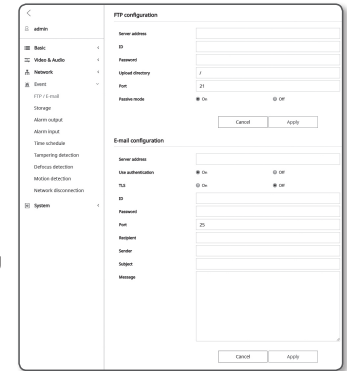 admin
Basic
Video & Audio
Network
Event
FTP / E-mail
Storage
Alarm output
Alarm input
Time schedule
Tampering detection
Defocus detection
Motion detection
Network disconnection
System
FTP configuration
Server address
ID
Password
Upload directory /
Port 21
Passive mode On Off
Cancel Apply
E-mail configuration
Server address
Use authentication On Off
TLS On Off
ID
Password
Port 25
Recipient
Sender
Subject
Message
Cancel Apply